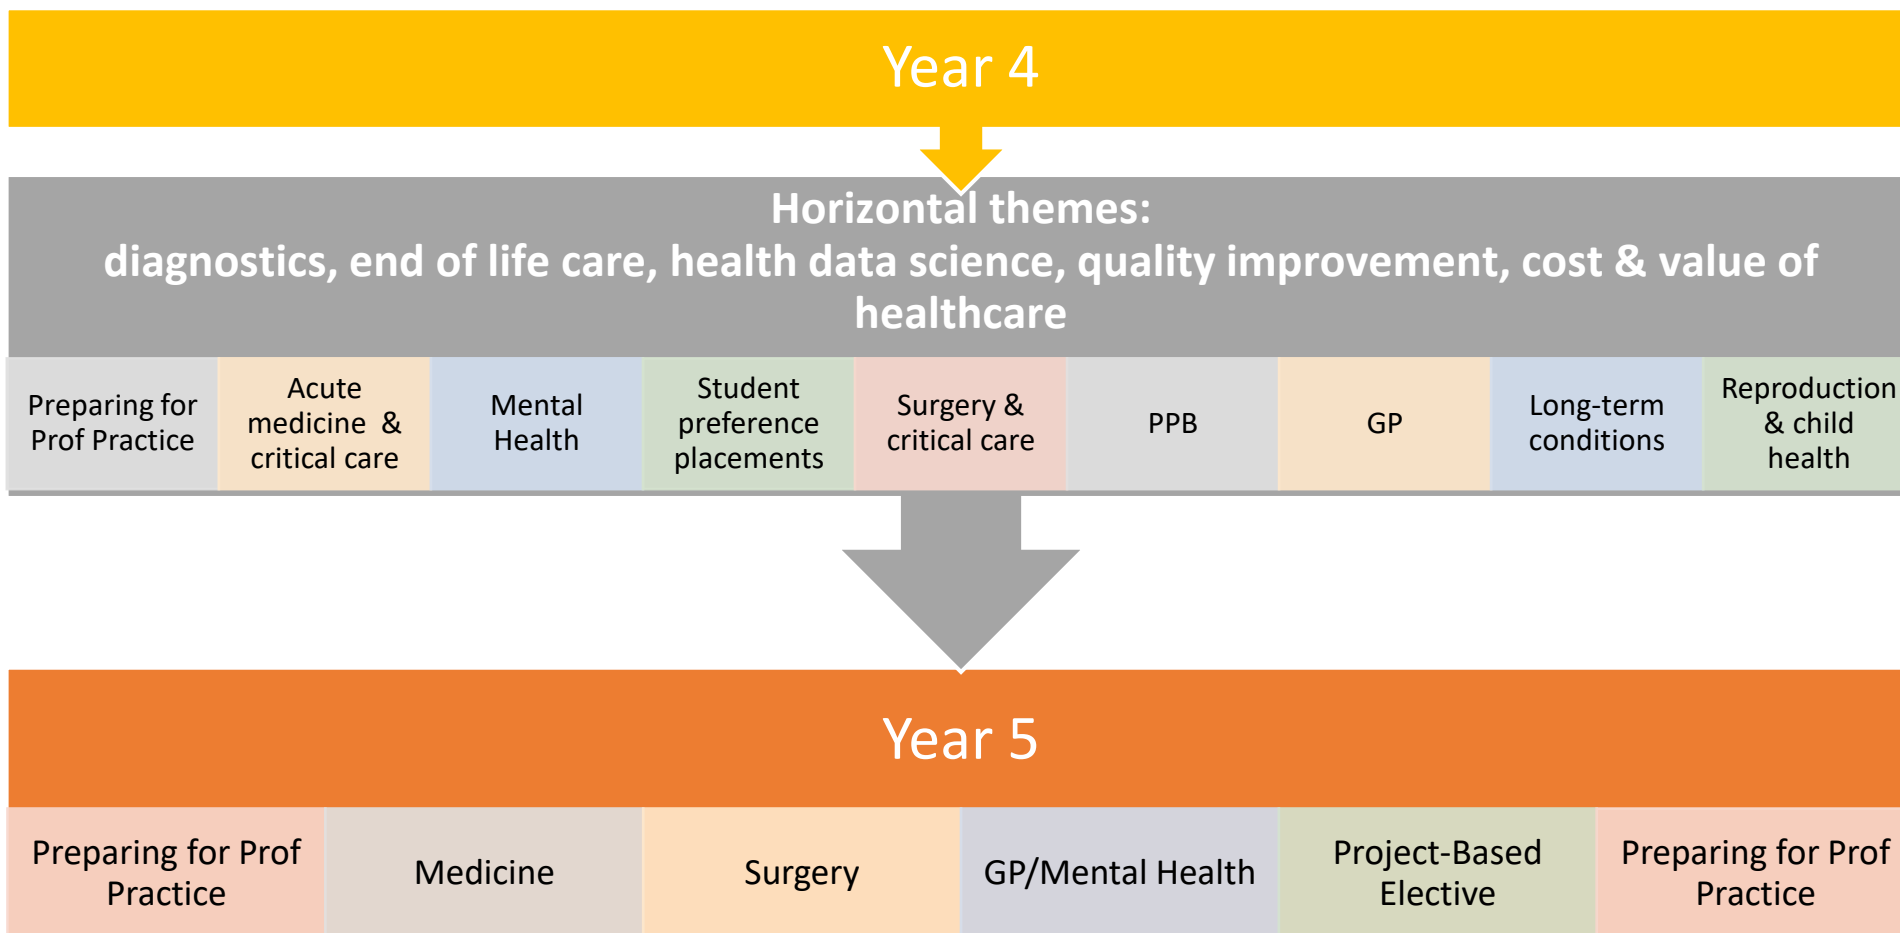 Year 4
Horizontal themes:
diagnostics, end of life care, health data science, quality improvement, cost & value of
healthcare
Preparing for
Prof Practice
Acute
medicine & 
critical care
Mental
Health
Student
preference
placements
Surgery &
critical care
PPB
GP
Long-term
conditions
Reproduction
& child
health
Year 5
Preparing for Prof
Practice
Medicine
Surgery
GP/Mental Health
Project-Based
Elective
Preparing for Prof
Practice